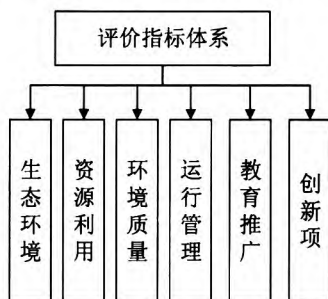 评价指标体系
生态环境
资源利用
环境质量
运行管理
教育推广
创新项